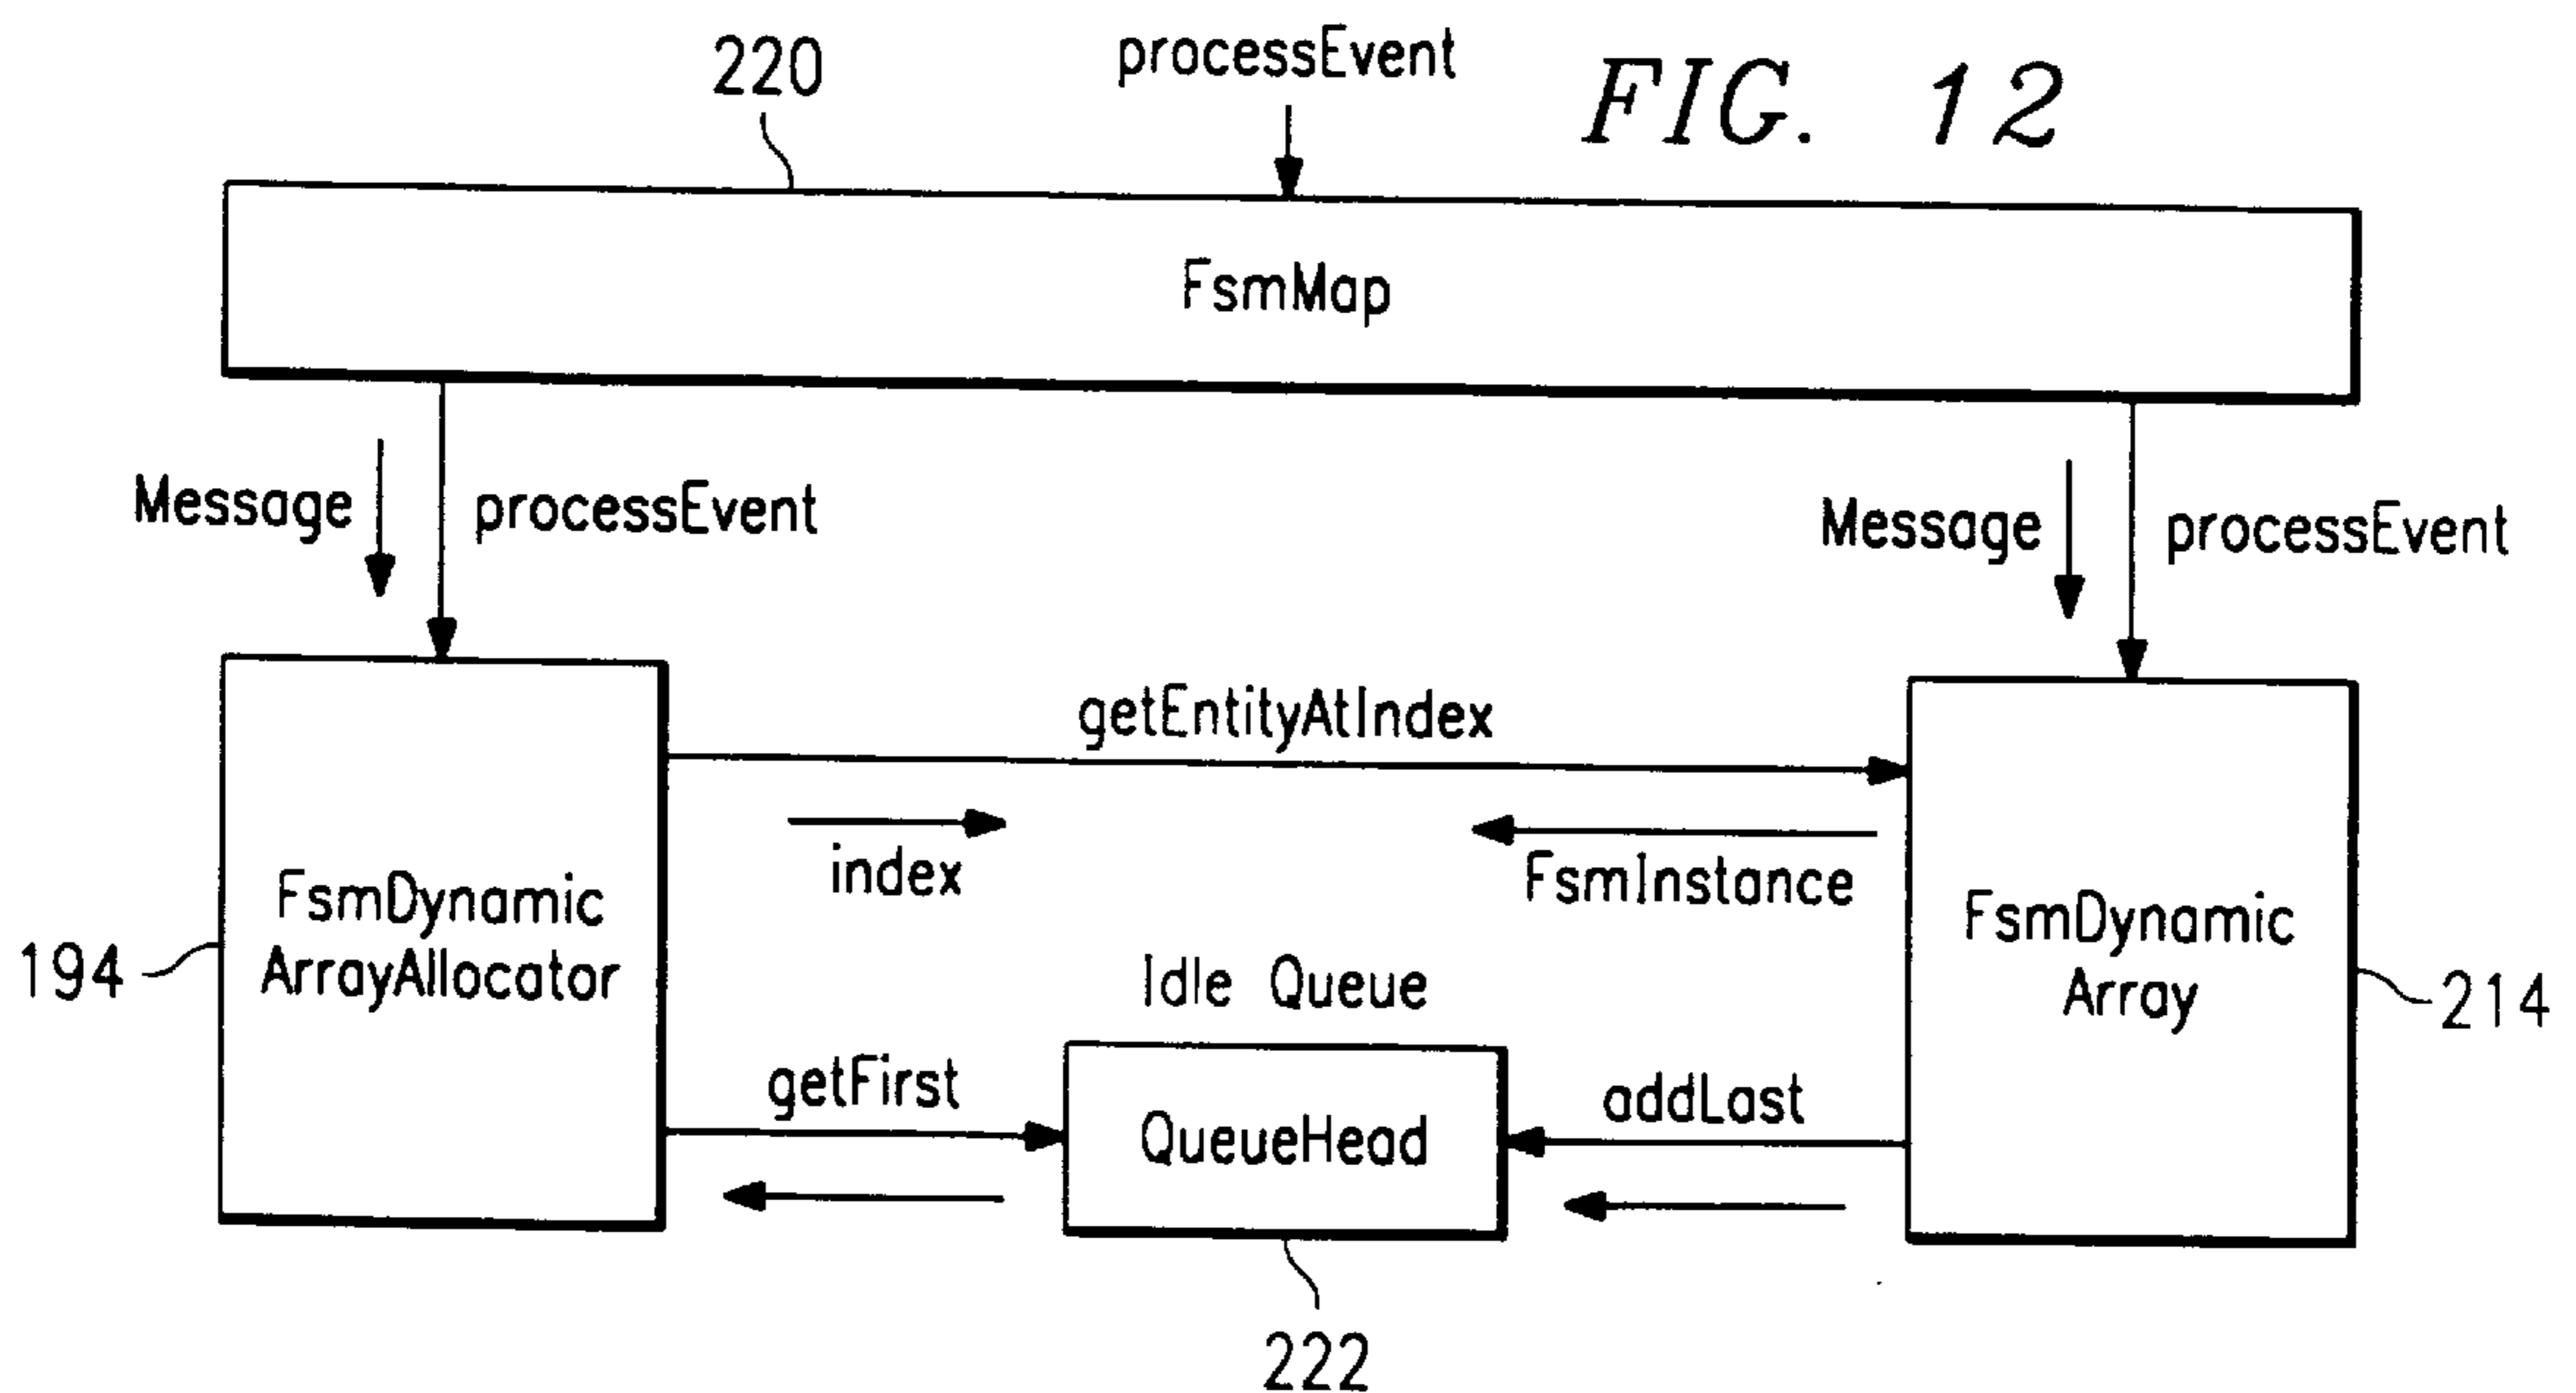 220
processEvent
FIG. 12
FsmMap
Message
processEvent
Message
processEvent
getEntityAtIndex
index
FsmInstance
FsmDynamic
ArrayAllocator
194
Idle Queue
FsmDynamic
Array
214
getFirst
QueueHead
addLast
222